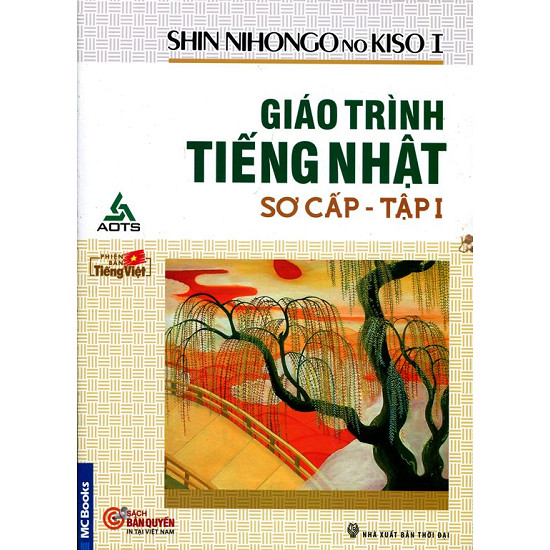 SHIN NIHONGO NO KISO I
GIÁO TRÌNH
TIẾNG NHẬT
SƠ CẤP - TẬP I
AOTS
PHIÊN BẢN
Tiếng Việt
MCBooks
SÁCH
BẢN QUYỀN
IN TẠI VIỆT NAM
NHÀ XUẤT BẢN THỜI ĐẠI